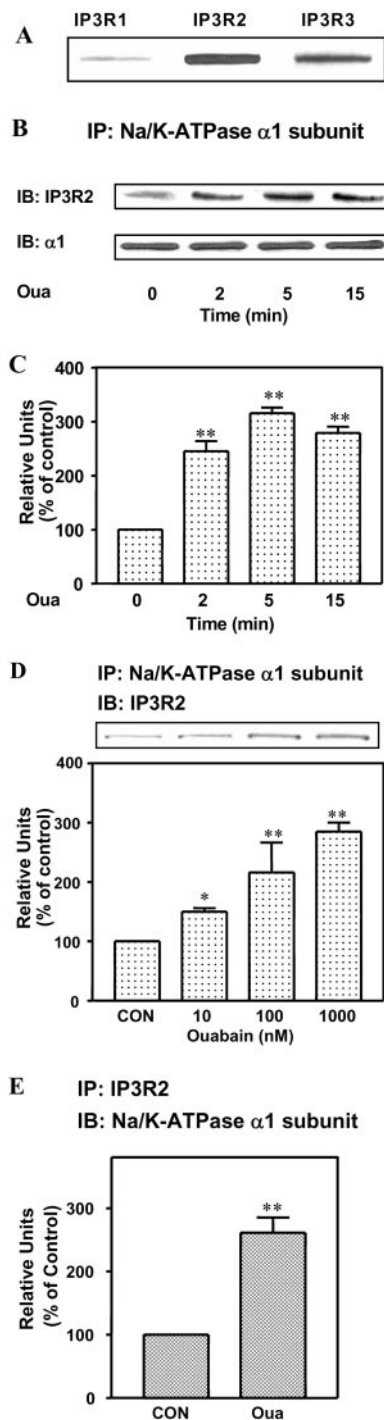 A
IP3R1 IP3R2 IP3R3
B
IP: Na/K-ATPase α1 subunit
IB: IP3R2
IB: α1
Oua 0 2 5 15
Time (min)
C
Relative Units
(% of control)
400
300
200
100
0
**
**
**
Oua 0 2 5 15
Time (min)
D
IP: Na/K-ATPase α1 subunit
IB: IP3R2
Relative Units
(% of control)
400
300
200
100
0
*
**
**
CON 10 100 1000
Ouabain (nM)
E
IP: IP3R2
IB: Na/K-ATPase α1 subunit
Relative Units
(% of Control)
300
200
100
0
**
CON Oua